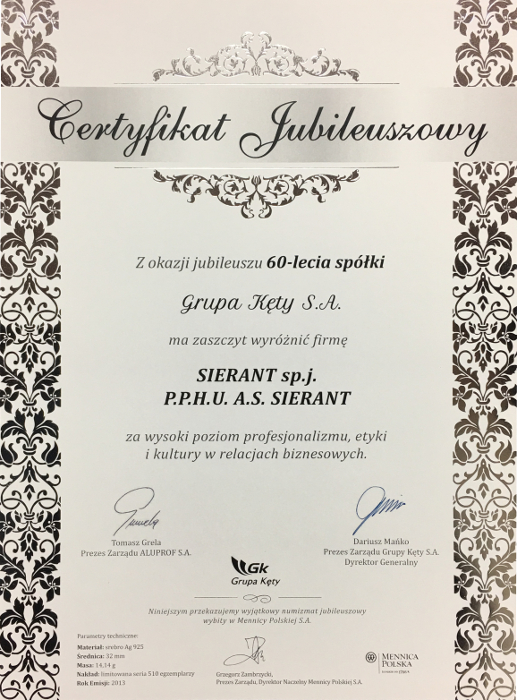 Certyfikat Jubileuszowy
Z okazji jubileuszu 60-lecia spółki
Grupa Kęty S.A.
ma zaszczyt wyróżnić firmę
SIERANT sp.j.
P.P.H.U. A.S. SIERANT
za wysoki poziom profesjonalizmu, etyki
i kultury w relacjach biznesowych.
Tomasz Grela
Prezes Zarządu ALUPROF S.A.
Dariusz Mańko
Prezes Zarządu Grupy Kęty S.A.
Dyrektor Generalny
Gk
Grupa Kęty
Niniejszym przekazujemy wyjątkowy numizmat jubileuszowy
wybity w Mennicy Polskiej S.A.
Parametry techniczne:
Materiał: srebro Ag 925
Średnica: 32 mm
Masa: 14,14 g
Nakład: limitowana seria 510 egzemplarzy
Rok Emisji: 2013
Grzegorz Zambrzycki,
Prezes Zarządu, Dyrektor Naczelny Mennicy Polskiej S.A.
MENNICA
POLSKA